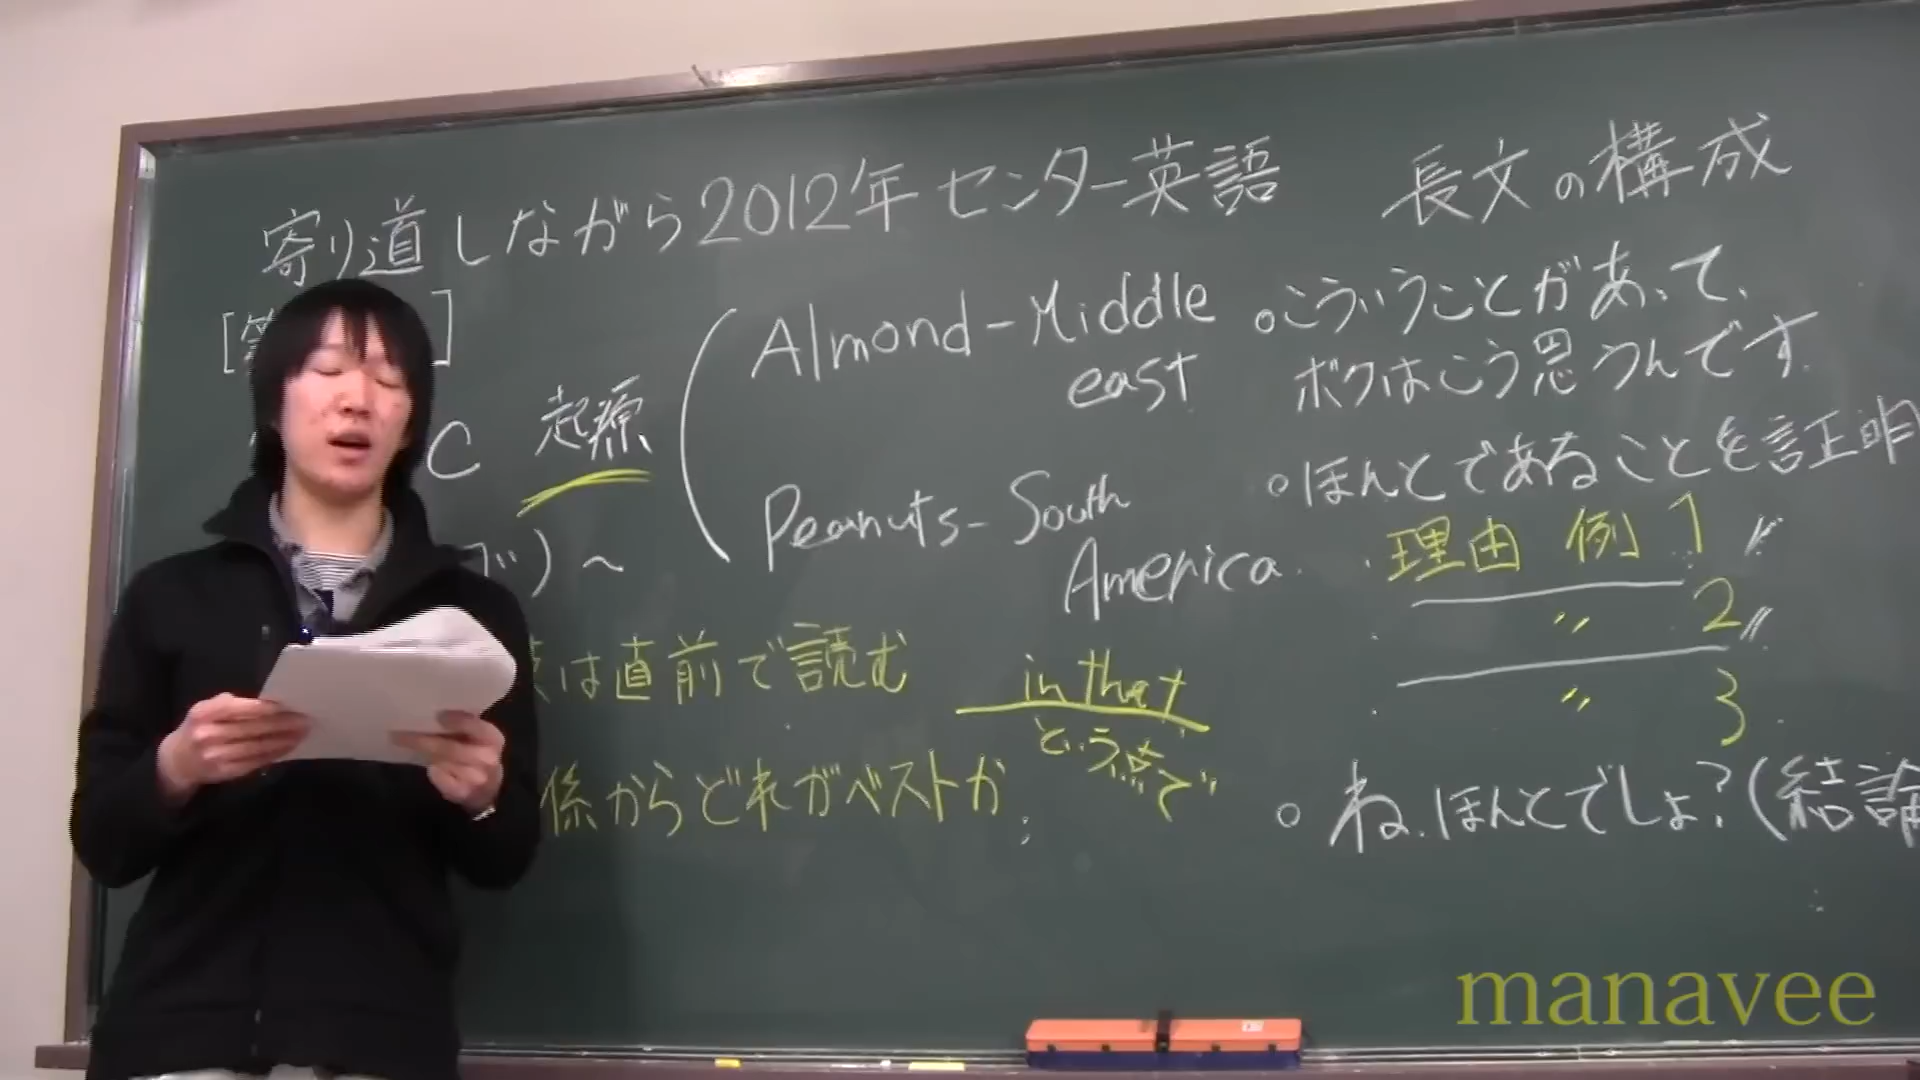 寄り道しながら2012年センター英語 長文の構成
C 起源
Almond-Middle
east
Peanuts-South
America.
は直前で読む
in that
という点で
係からどれがベストか
○こういうことがあって、
ボクはこう思うんです.
○ほんとであることを証明
理由 例 1 〃
〃 2 〃
〃 3
○ね.ほんとでしょ?(結論
manavee